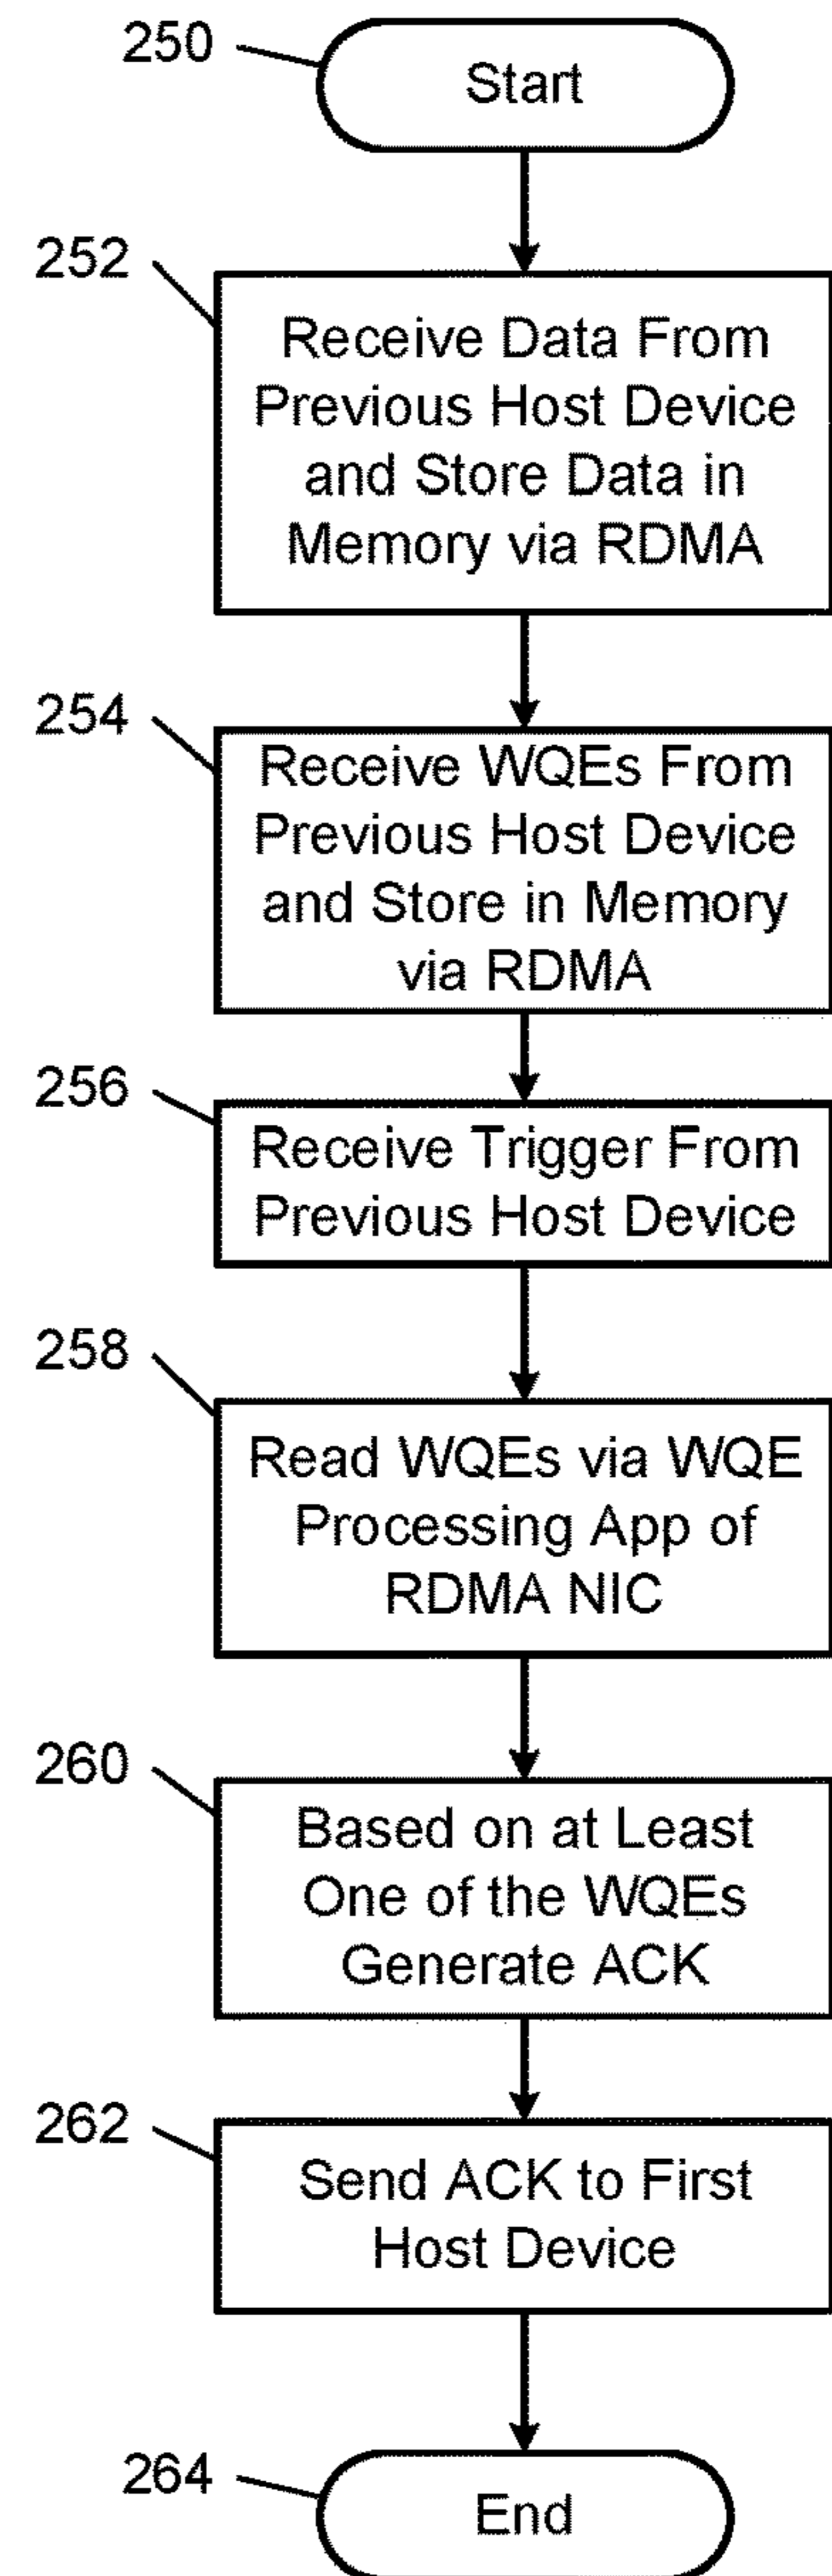 250
Start
252
Receive Data From
Previous Host Device
and Store Data in
Memory via RDMA
254
Receive WQEs From
Previous Host Device
and Store in Memory
via RDMA
256
Receive Trigger From
Previous Host Device
258
Read WQEs via WQE
Processing App of
RDMA NIC
260
Based on at Least
One of the WQEs
Generate ACK
262
Send ACK to First
Host Device
264
End